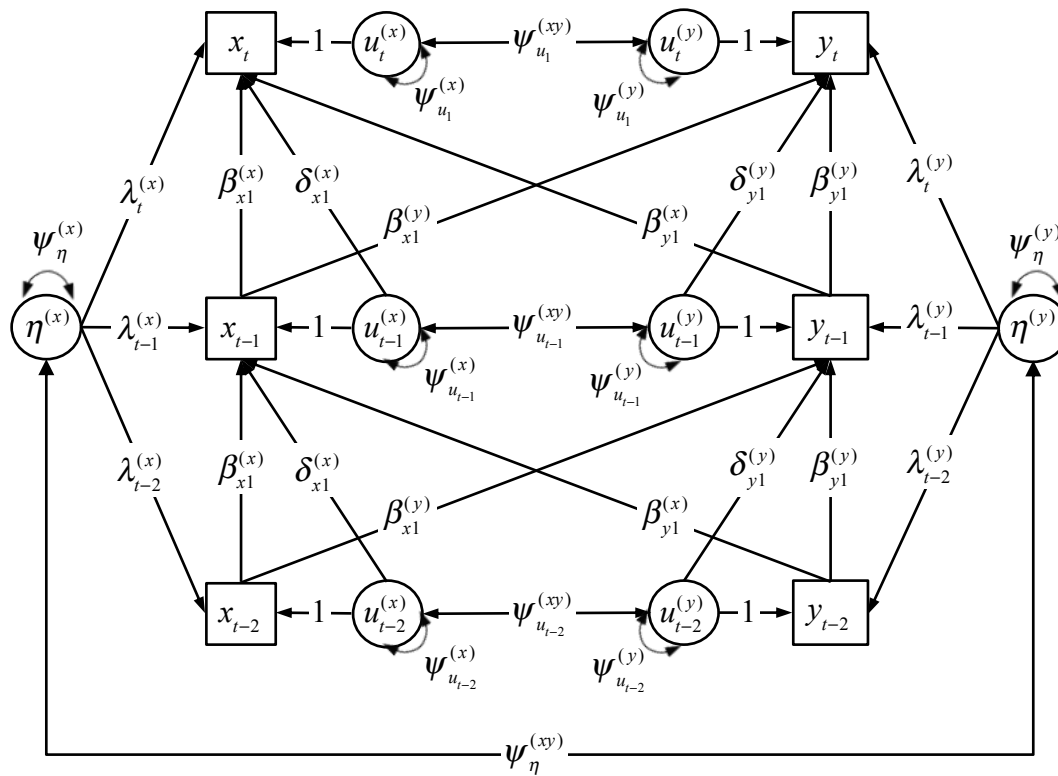 x_t 1 u_t^{(x)} ψ_{u_1}^{(xy)} u_t^{(y)} 1 y_t
ψ_{u_1}^{(x)} ψ_{u_1}^{(y)}
λ_t^{(x)} β_{x1}^{(x)} δ_{x1}^{(x)} δ_{y1}^{(y)} β_{y1}^{(y)} λ_t^{(y)}
β_{x1}^{(y)} β_{y1}^{(x)}
ψ_η^{(x)} ψ_η^{(y)}
η^{(x)} λ_{t-1}^{(x)} x_{t-1} 1 u_{t-1}^{(x)} ψ_{u_{t-1}}^{(xy)} u_{t-1}^{(y)} 1 y_{t-1} λ_{t-1}^{(y)} η^{(y)}
ψ_{u_{t-1}}^{(x)} ψ_{u_{t-1}}^{(y)}
λ_{t-2}^{(x)} β_{x1}^{(x)} δ_{x1}^{(x)} δ_{y1}^{(y)} β_{y1}^{(y)} λ_{t-2}^{(y)}
β_{x1}^{(y)} β_{y1}^{(x)}
x_{t-2} 1 u_{t-2}^{(x)} ψ_{u_{t-2}}^{(xy)} u_{t-2}^{(y)} 1 y_{t-2}
ψ_{u_{t-2}}^{(x)} ψ_{u_{t-2}}^{(y)}
ψ_η^{(xy)}